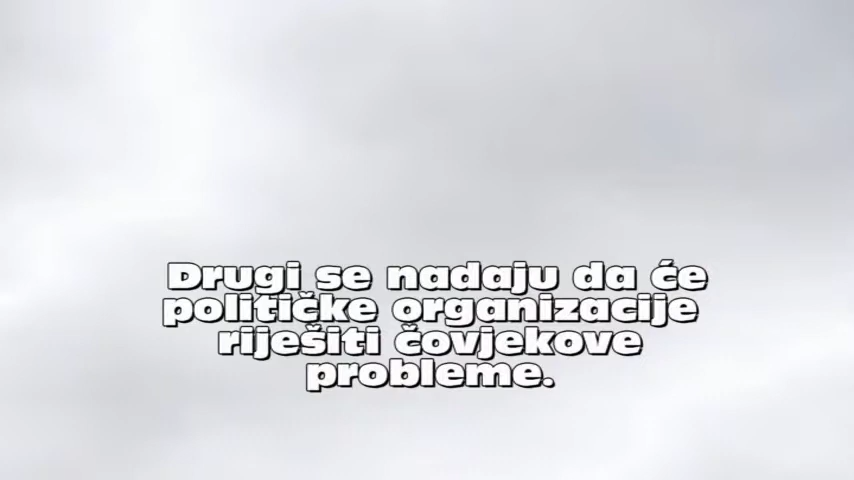 Drugi se nadaju da će
političke organizacije
riješiti čovjekove
probleme.